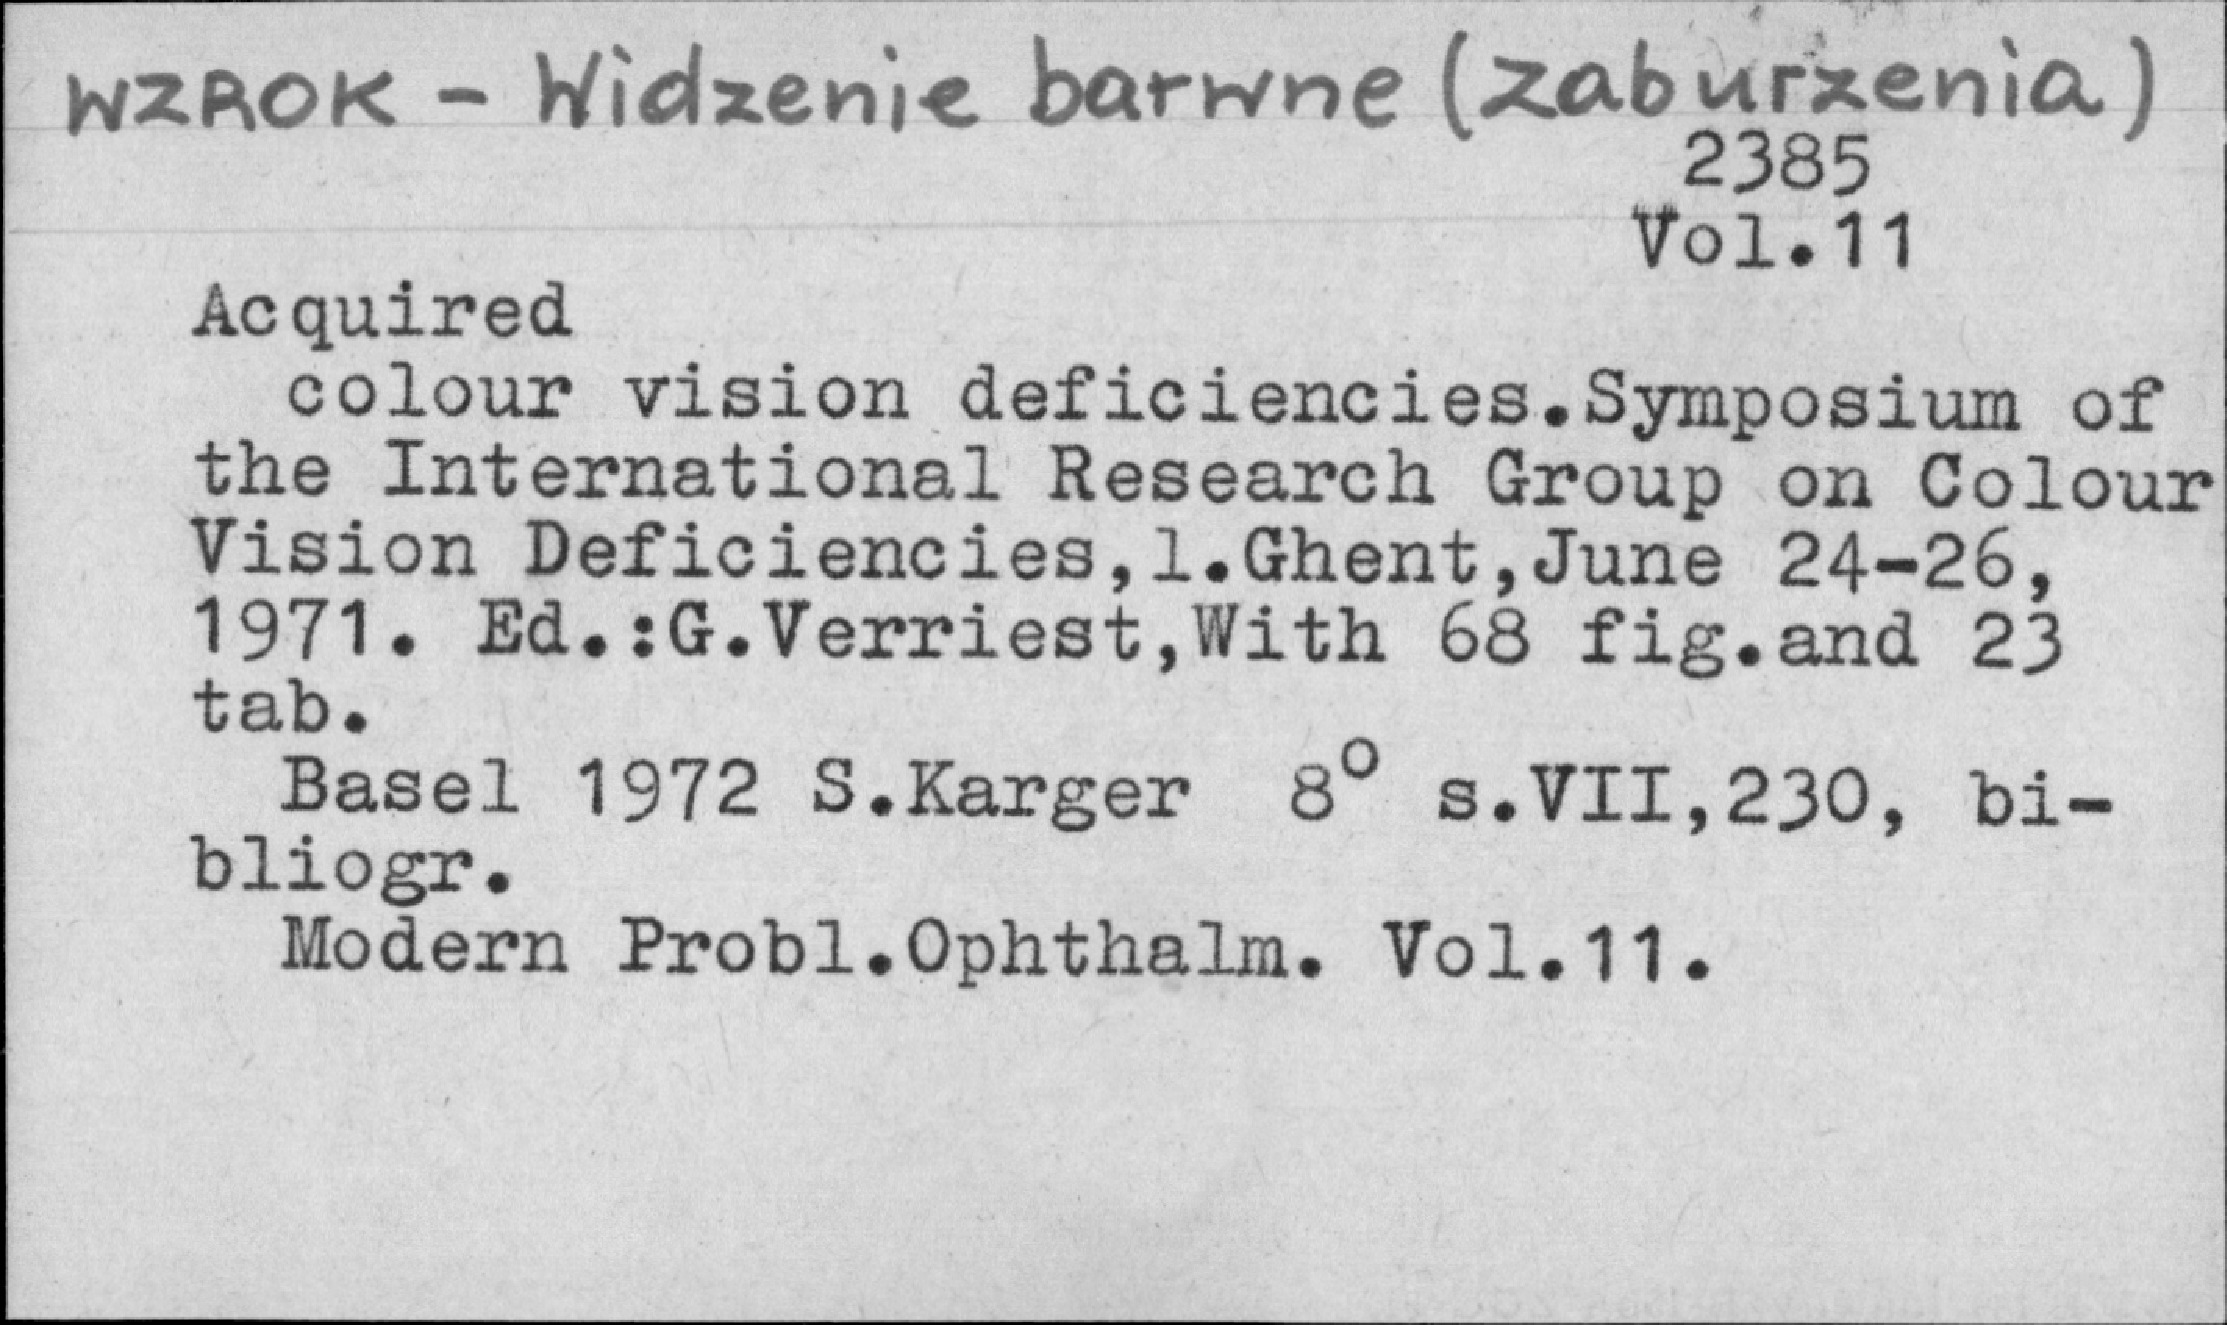 WZROK - Widzenie barwne (zaburzenia)
2385
Vol.11
Acquired
colour vision deficiencies.Symposium of
the International Research Group on Colour
Vision Deficiencies,1.Ghent,June 24-26,
1971. Ed.:G.Verriest,With 68 fig.and 23
tab.
Basel 1972 S.Karger 8° s.VII,230, bi-
bliogr.
Modern Probl.Ophthalm. Vol.11.